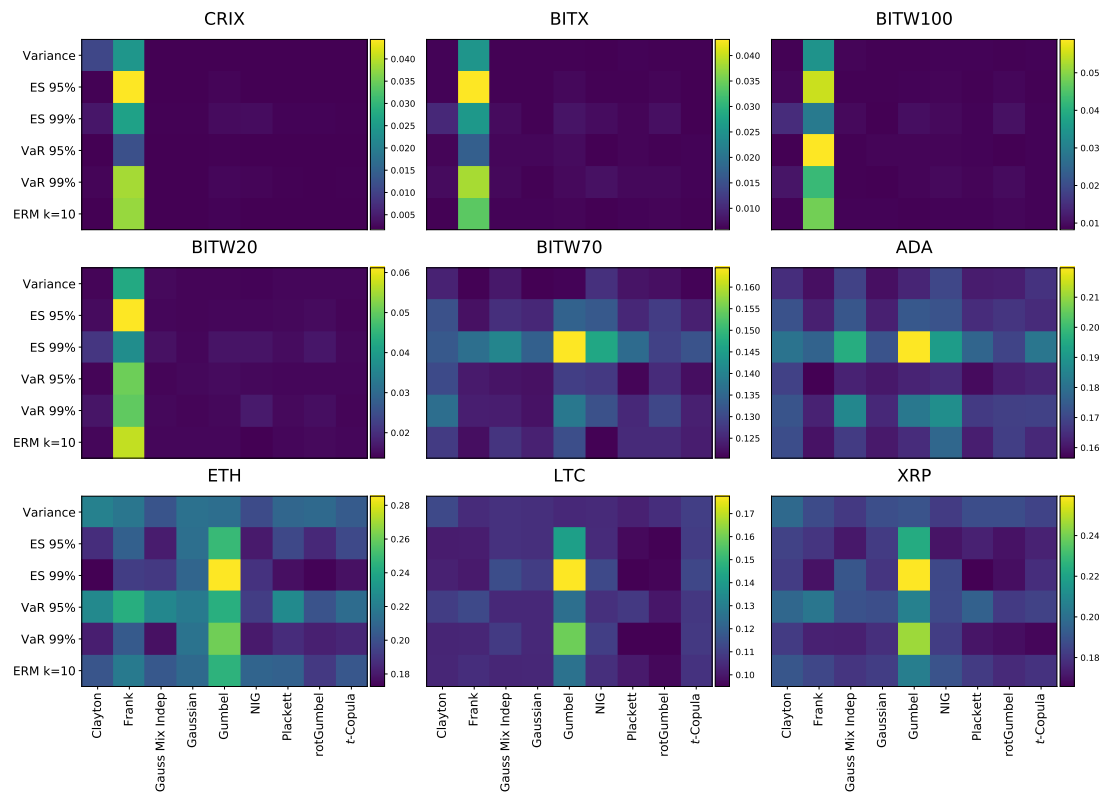 CRIX
BITX
BITW100
Variance
ES 95%
ES 99%
VaR 95%
VaR 99%
ERM k=10
0.040
0.035
0.030
0.025
0.020
0.015
0.010
0.005
0.040
0.035
0.030
0.025
0.020
0.015
0.010
0.05
0.04
0.03
0.02
0.01
BITW20
BITW70
ADA
Variance
ES 95%
ES 99%
VaR 95%
VaR 99%
ERM k=10
0.06
0.05
0.04
0.03
0.02
0.160
0.155
0.150
0.145
0.140
0.135
0.130
0.125
0.21
0.20
0.19
0.18
0.17
0.16
ETH
LTC
XRP
Variance
ES 95%
ES 99%
VaR 95%
VaR 99%
ERM k=10
0.28
0.26
0.24
0.22
0.20
0.18
0.17
0.16
0.15
0.14
0.13
0.12
0.11
0.10
0.24
0.22
0.20
0.18
Clayton
Frank
Gauss Mix Indep
Gaussian
Gumbel
NIG
Plackett
rotGumbel
t-Copula
Clayton
Frank
Gauss Mix Indep
Gaussian
Gumbel
NIG
Plackett
rotGumbel
t-Copula
Clayton
Frank
Gauss Mix Indep
Gaussian
Gumbel
NIG
Plackett
rotGumbel
t-Copula